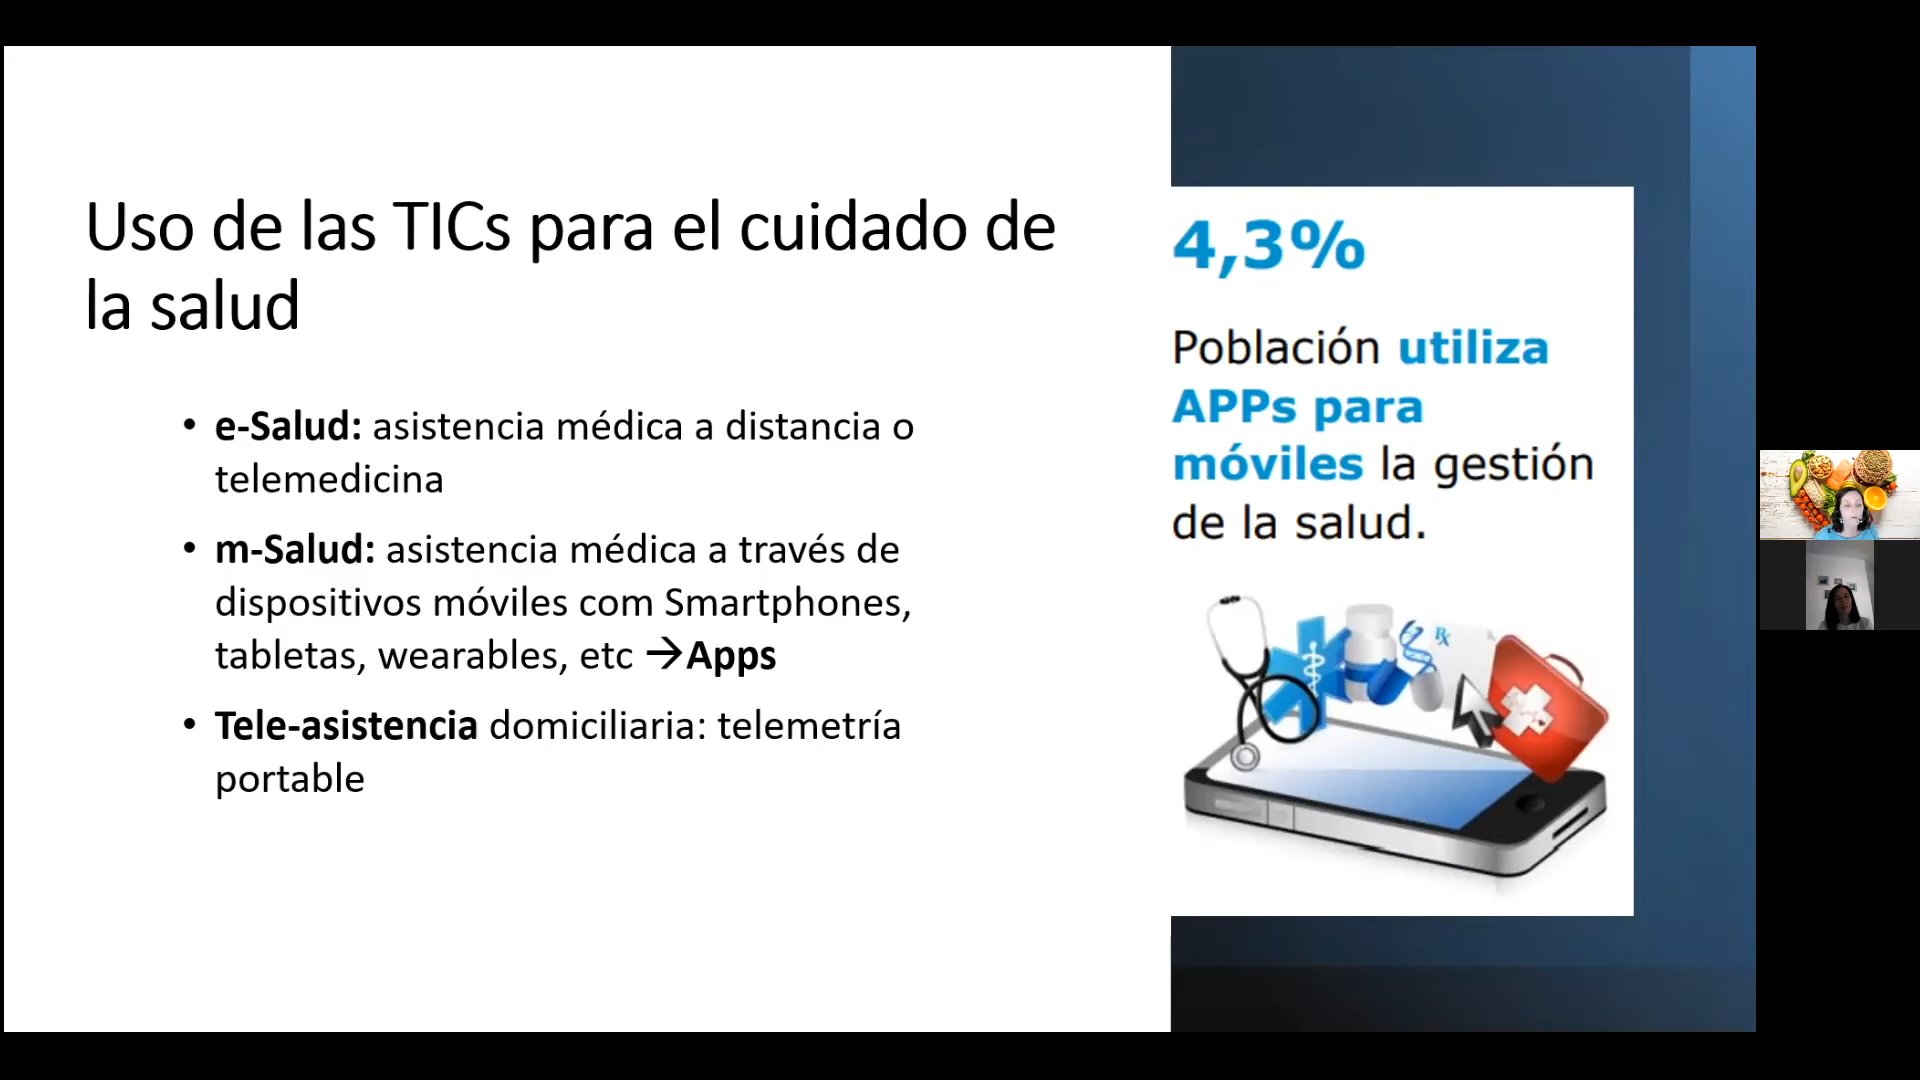 Uso de las TICs para el cuidado de
la salud
• e-Salud: asistencia médica a distancia o
telemedicina
• m-Salud: asistencia médica a través de
dispositivos móviles com Smartphones,
tabletas, wearables, etc →Apps
• Tele-asistencia domiciliaria: telemetría
portable
4,3%
Población utiliza
APPs para
móviles la gestión
de la salud.
Rx